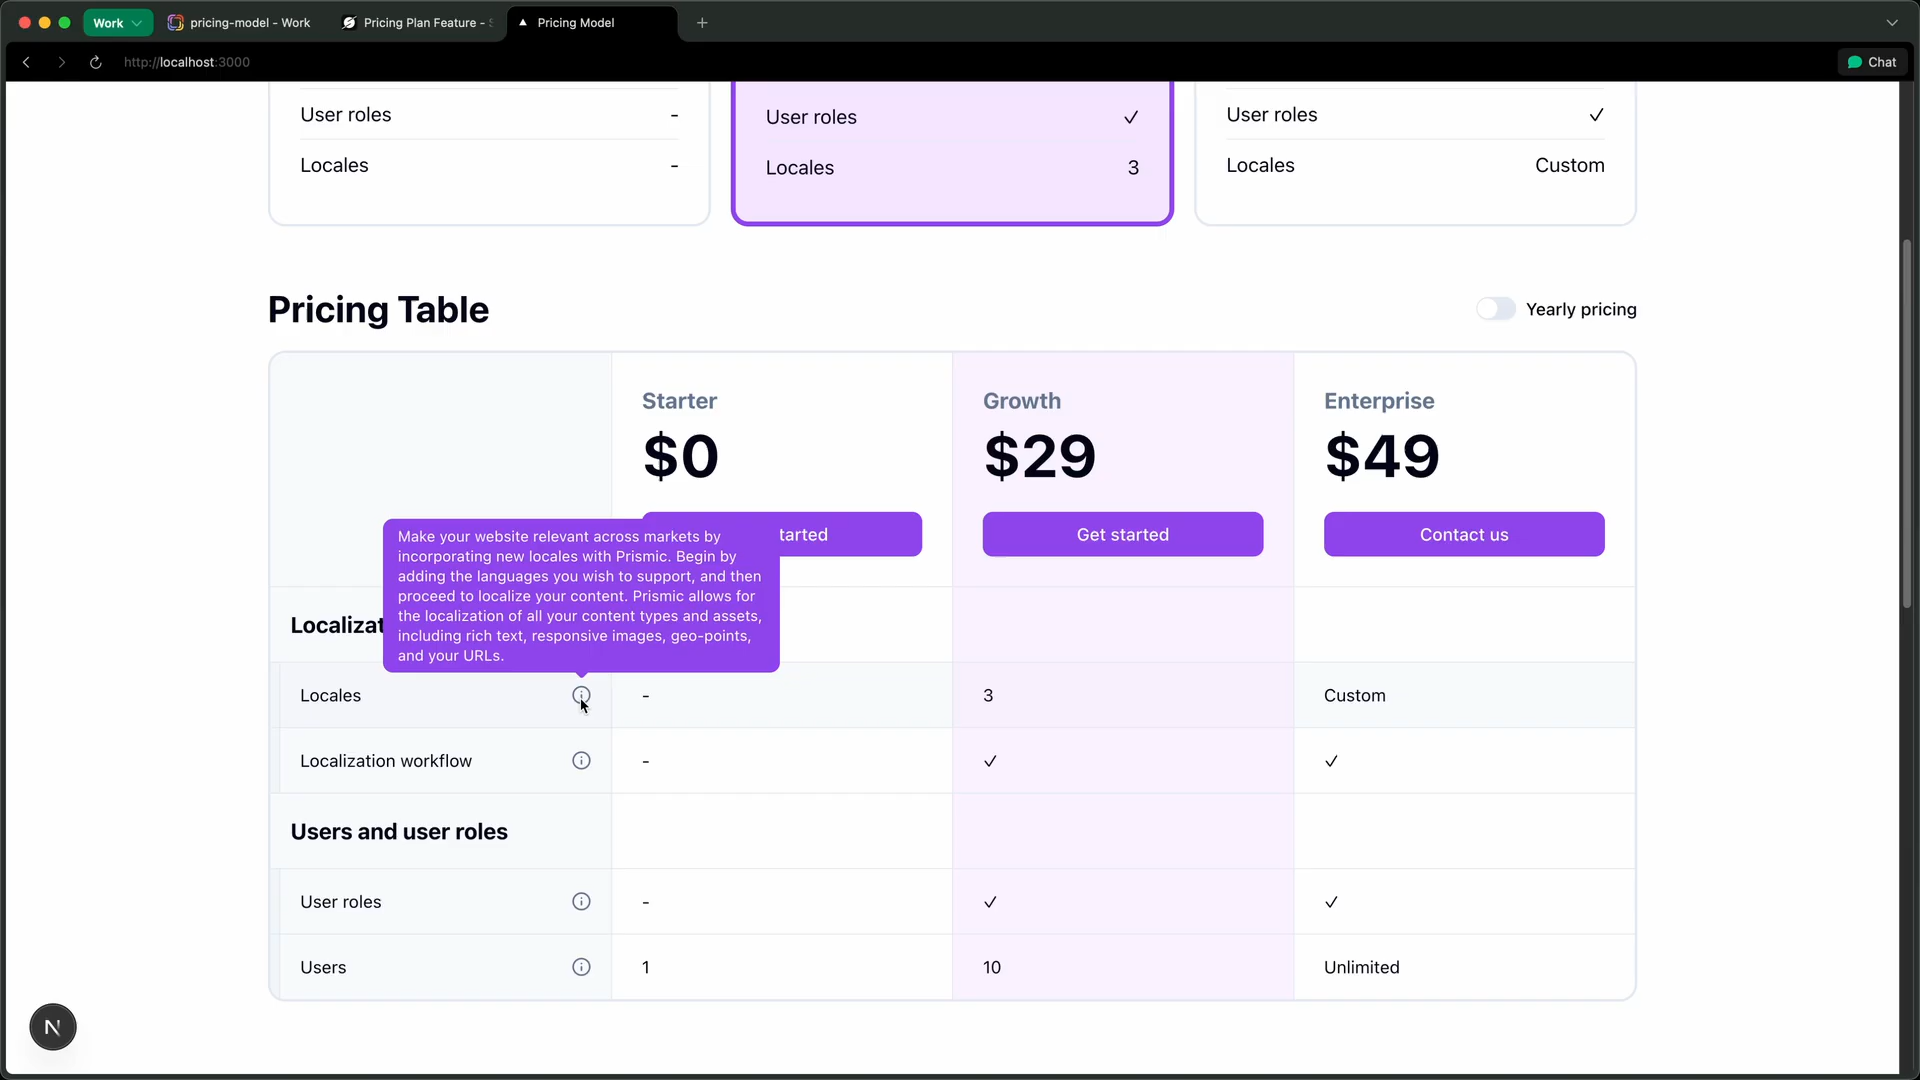 Work
pricing-model - Work
Pricing Plan Feature - S
Pricing Model
http://localhost:3000
Chat
User roles -
User roles ✓
User roles ✓
Locales -
Locales 3
Locales Custom
Pricing Table
Yearly pricing
Starter
Growth
Enterprise
$0
$29
$49
tarted
Get started
Contact us
Make your website relevant across markets by
incorporating new locales with Prismic. Begin by
adding the languages you wish to support, and then
proceed to localize your content. Prismic allows for
the localization of all your content types and assets,
including rich text, responsive images, geo-points,
and your URLs.
Localizat
Locales - 3 Custom
Localization workflow - ✓ ✓
Users and user roles
User roles - ✓ ✓
Users 1 10 Unlimited
N